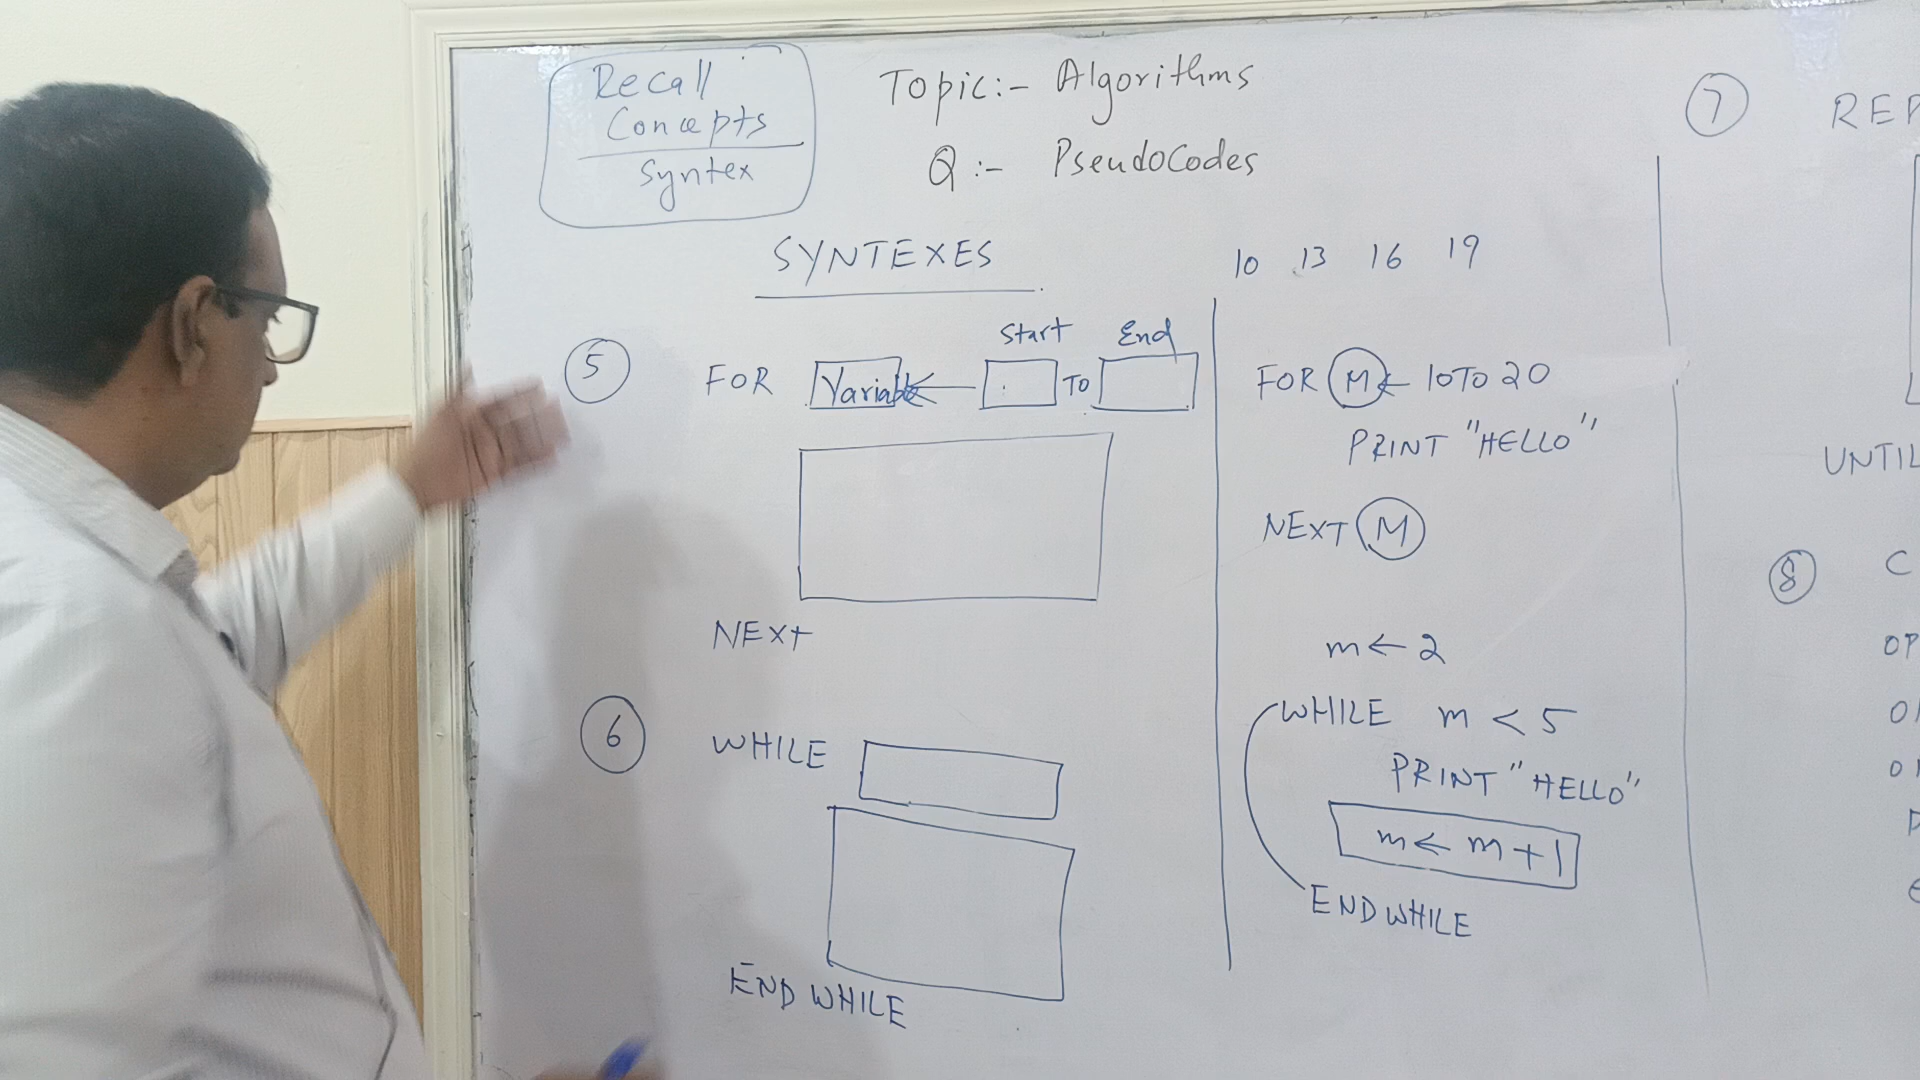 Recall
Concepts
Syntex
Topic:- Algorithms
Q:- PseudoCodes
SYNTEXES
5
FOR Variable ← Start TO End
NEXT
6
WHILE
END WHILE
10 13 16 19
FOR M ← 10 TO 20
PRINT "HELLO"
NEXT M
m ← 2
WHILE m < 5
PRINT "HELLO"
m ← m + 1
END WHILE
7
REP
UNTIL
8
C
OP